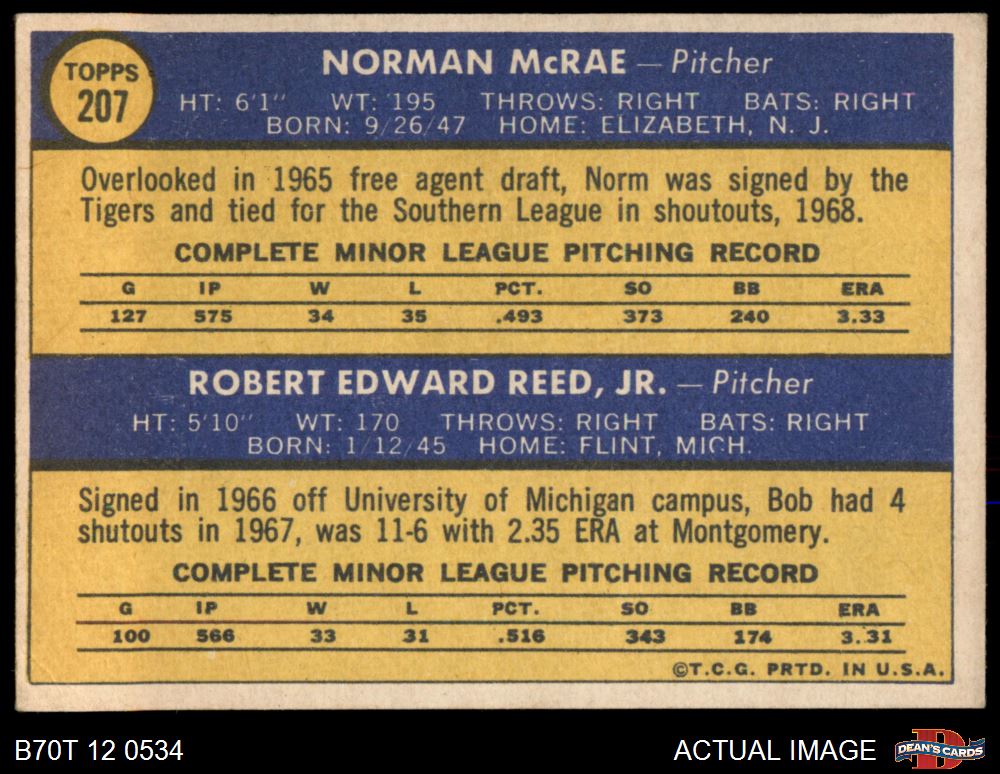 TOPPS
207
NORMAN McRAE — Pitcher
HT: 6'1" WT: 195 THROWS: RIGHT BATS: RIGHT
BORN: 9/26/47 HOME: ELIZABETH, N. J.
Overlooked in 1965 free agent draft, Norm was signed by the
Tigers and tied for the Southern League in shoutouts, 1968.
COMPLETE MINOR LEAGUE PITCHING RECORD
G IP W L PCT. SO BB ERA
127 575 34 35 .493 373 240 3.33
ROBERT EDWARD REED, JR. — Pitcher
HT: 5'10" WT: 170 THROWS: RIGHT BATS: RIGHT
BORN: 1/12/45 HOME: FLINT, MICH.
Signed in 1966 off University of Michigan campus, Bob had 4
shutouts in 1967, was 11-6 with 2.35 ERA at Montgomery.
COMPLETE MINOR LEAGUE PITCHING RECORD
G IP W L PCT. SO BB ERA
100 566 33 31 .516 343 174 3.31
©T.C.G. PRTD. IN U.S.A.
B70T 12 0534 ACTUAL IMAGE D DEAN'S CARDS